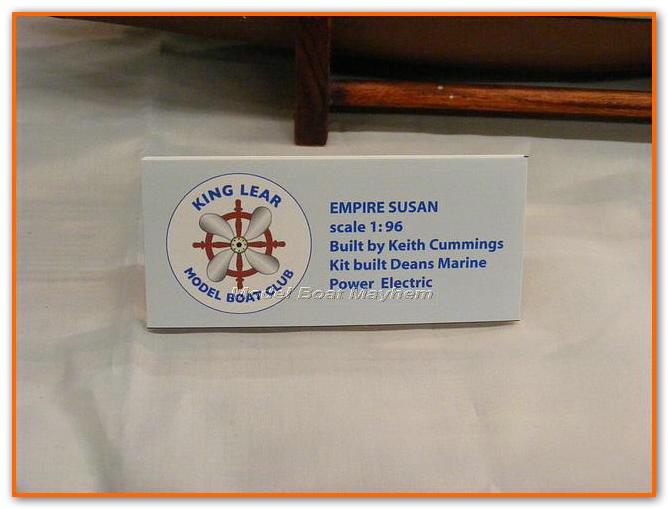 KING LEAR
MODEL BOAT CLUB
EMPIRE SUSAN
scale 1:96
Built by Keith Cummings
Kit built Deans Marine
Power Electric
Model Boat Mayhem